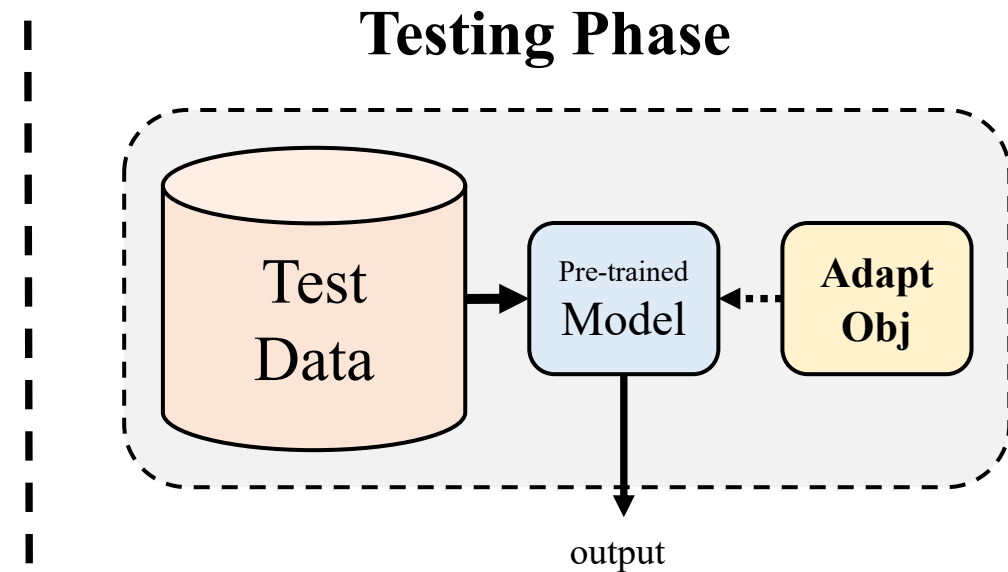 Testing Phase
Test
Data
Pre-trained
Model
Adapt
Obj
output